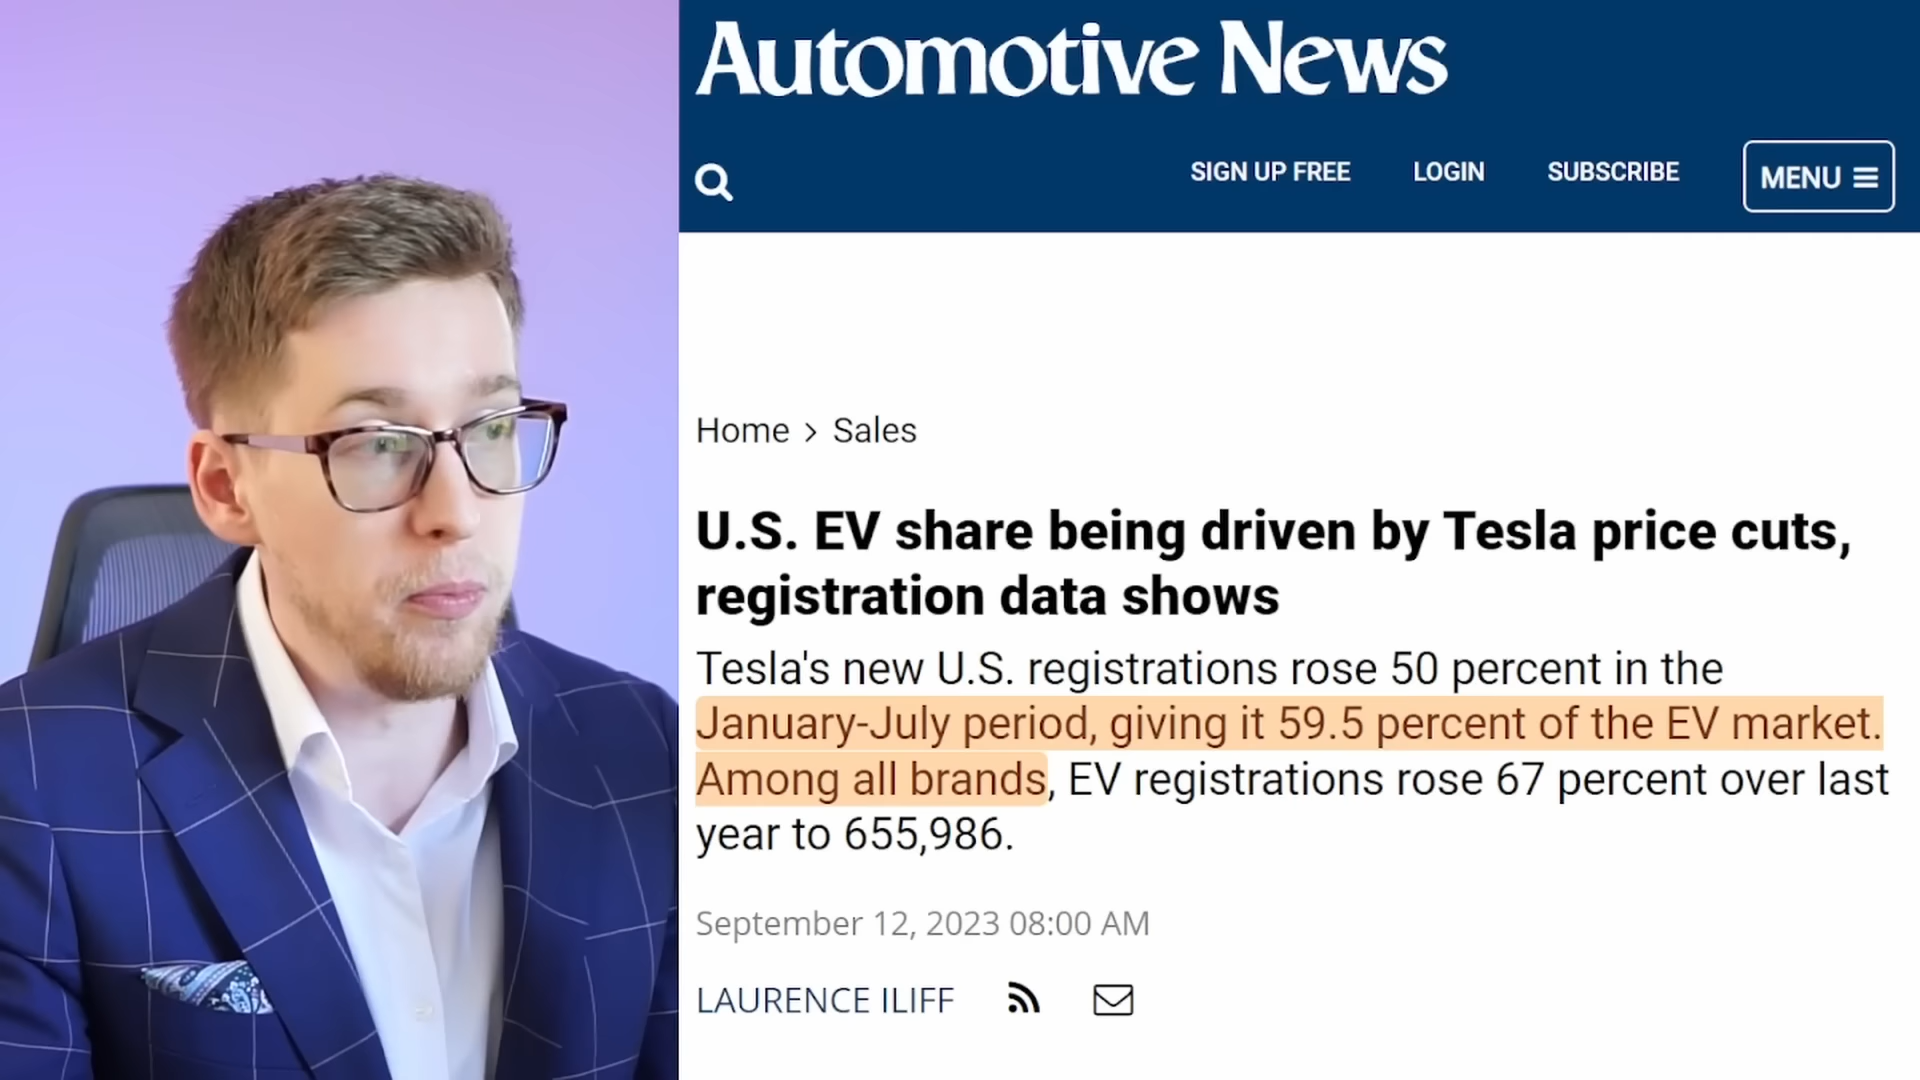 Automotive News
SIGN UP FREE
LOGIN
SUBSCRIBE
MENU
Home > Sales
U.S. EV share being driven by Tesla price cuts,
registration data shows
Tesla's new U.S. registrations rose 50 percent in the
January-July period, giving it 59.5 percent of the EV market.
Among all brands, EV registrations rose 67 percent over last
year to 655,986.
September 12, 2023 08:00 AM
LAURENCE ILIFF